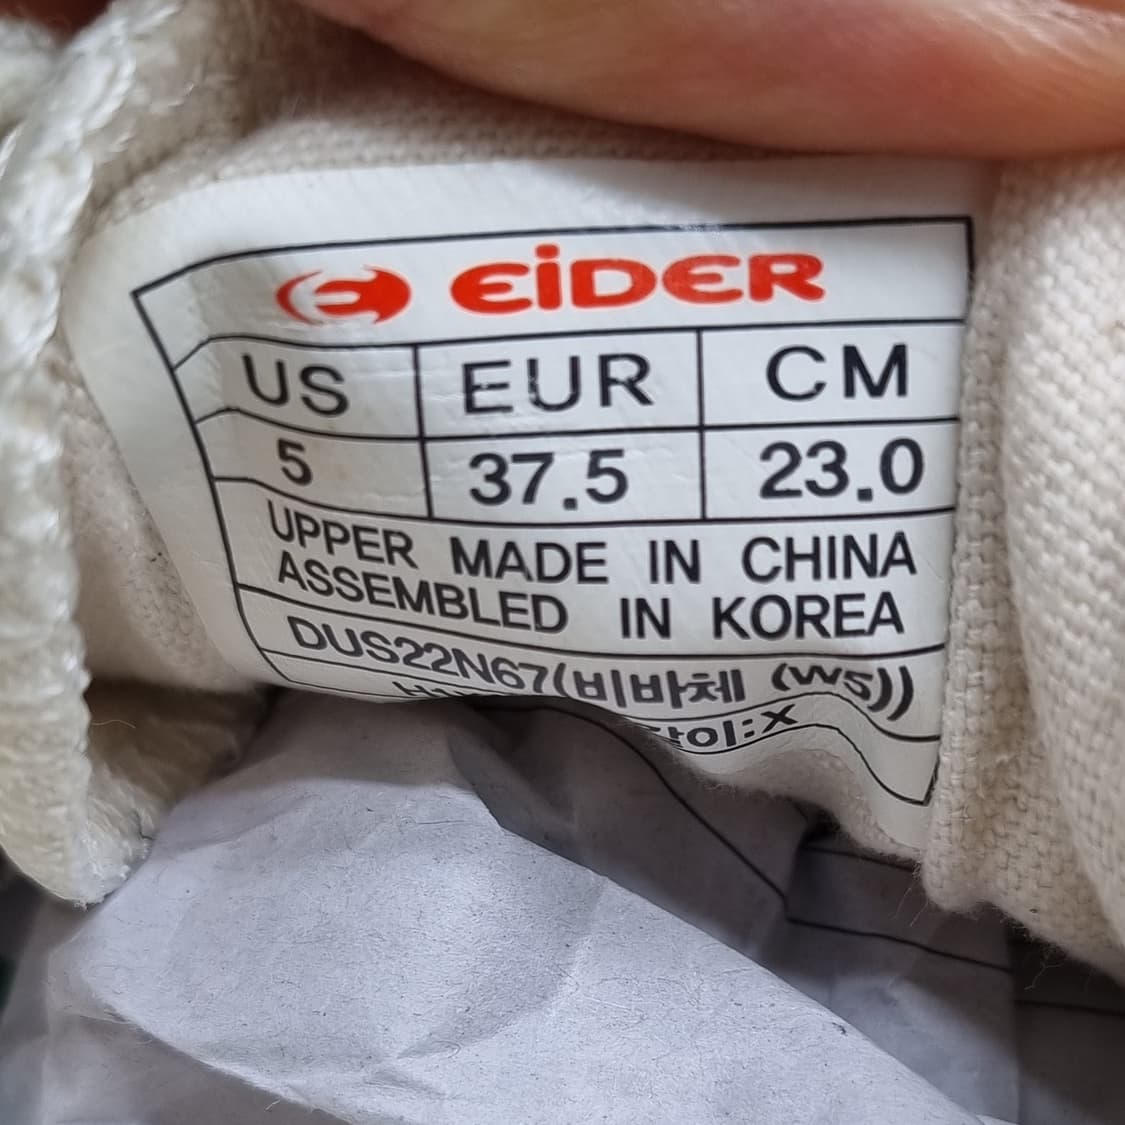 EiDER
US EUR CM
5 37.5 23.0
UPPER MADE IN CHINA
ASSEMBLED IN KOREA
DUS22N67(비바체 (W5))